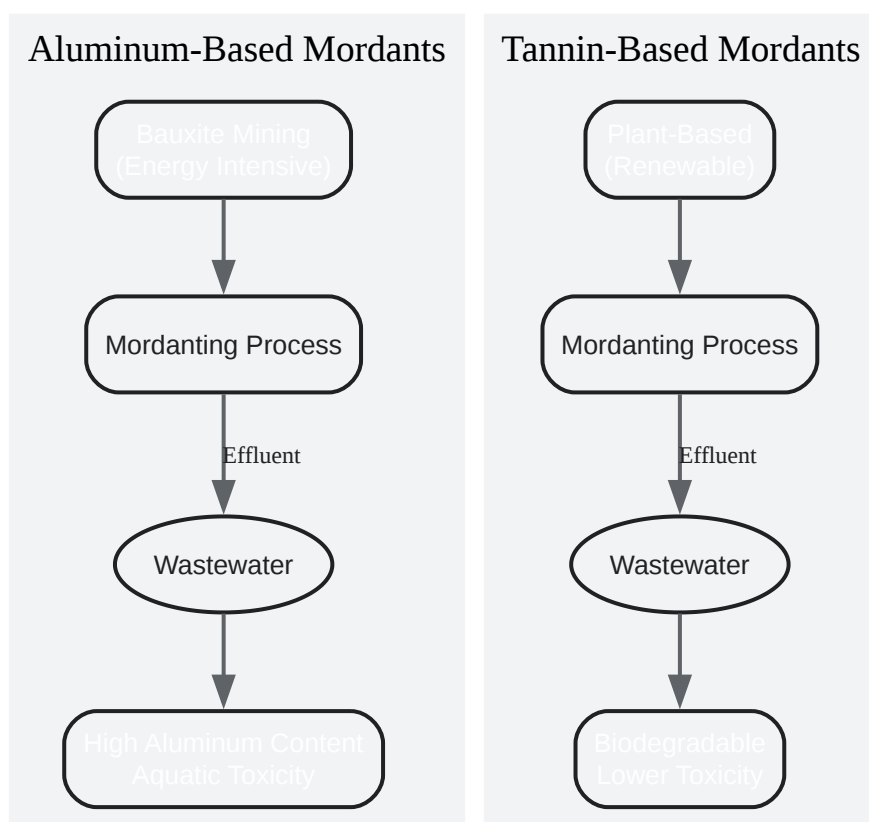 Aluminum-Based Mordants
Bauxite Mining
(Energy Intensive)
Mordanting Process
Effluent
Wastewater
High Aluminum Content
Aquatic Toxicity
Tannin-Based Mordants
Plant-Based
(Renewable)
Mordanting Process
Effluent
Wastewater
Biodegradable
Lower Toxicity